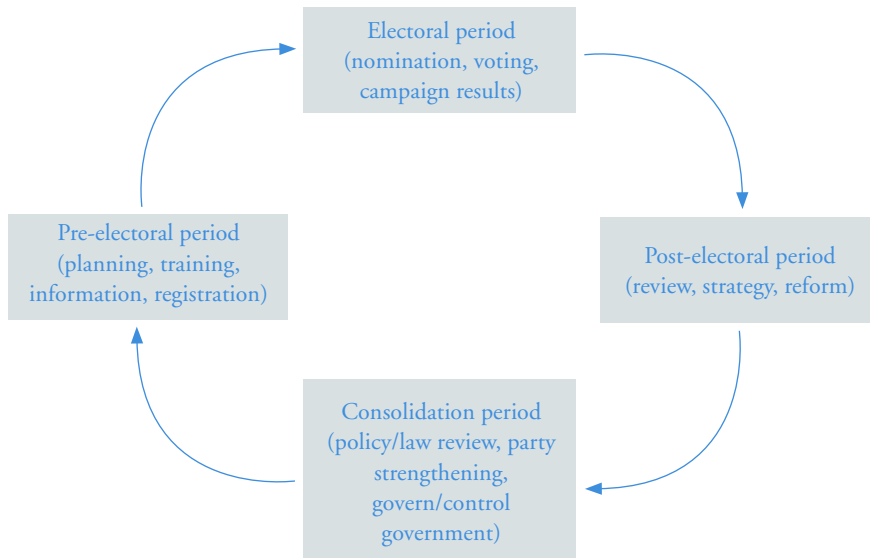 Electoral period
(nomination, voting,
campaign results)
Pre-electoral period
(planning, training,
information, registration)
Post-electoral period
(review, strategy, reform)
Consolidation period
(policy/law review, party
strengthening,
govern/control
government)